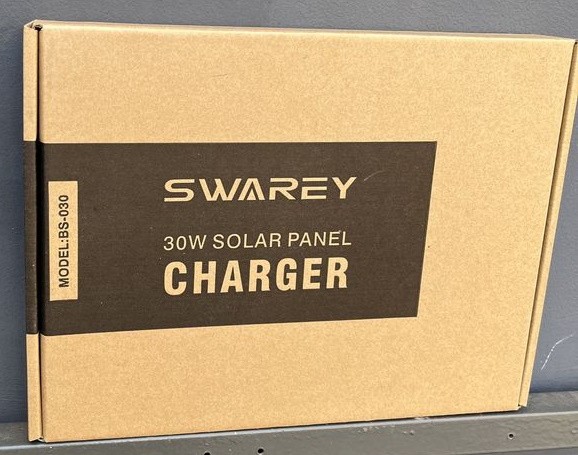 SWAREY
30W SOLAR PANEL
CHARGER
MODEL:BS-030